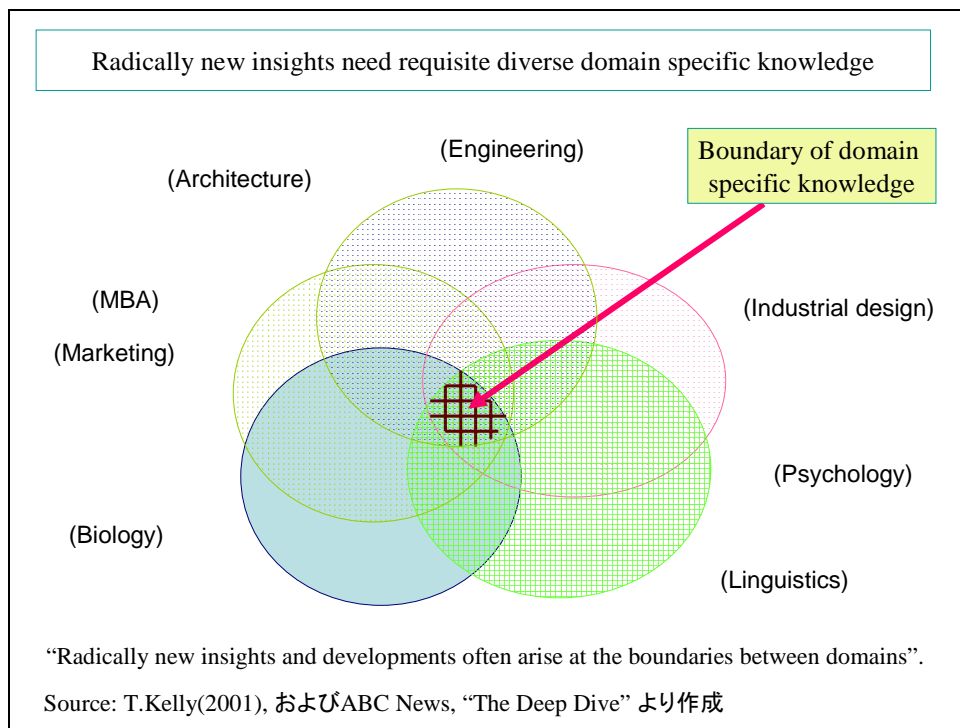 Radically new insights need requisite diverse domain specific knowledge
(Engineering)
(Architecture)
Boundary of domain
specific knowledge
(MBA)
(Industrial design)
(Marketing)
(Psychology)
(Biology)
(Linguistics)
“Radically new insights and developments often arise at the boundaries between domains”.
Source: T.Kelly(2001), およびABC News, “The Deep Dive” より作成